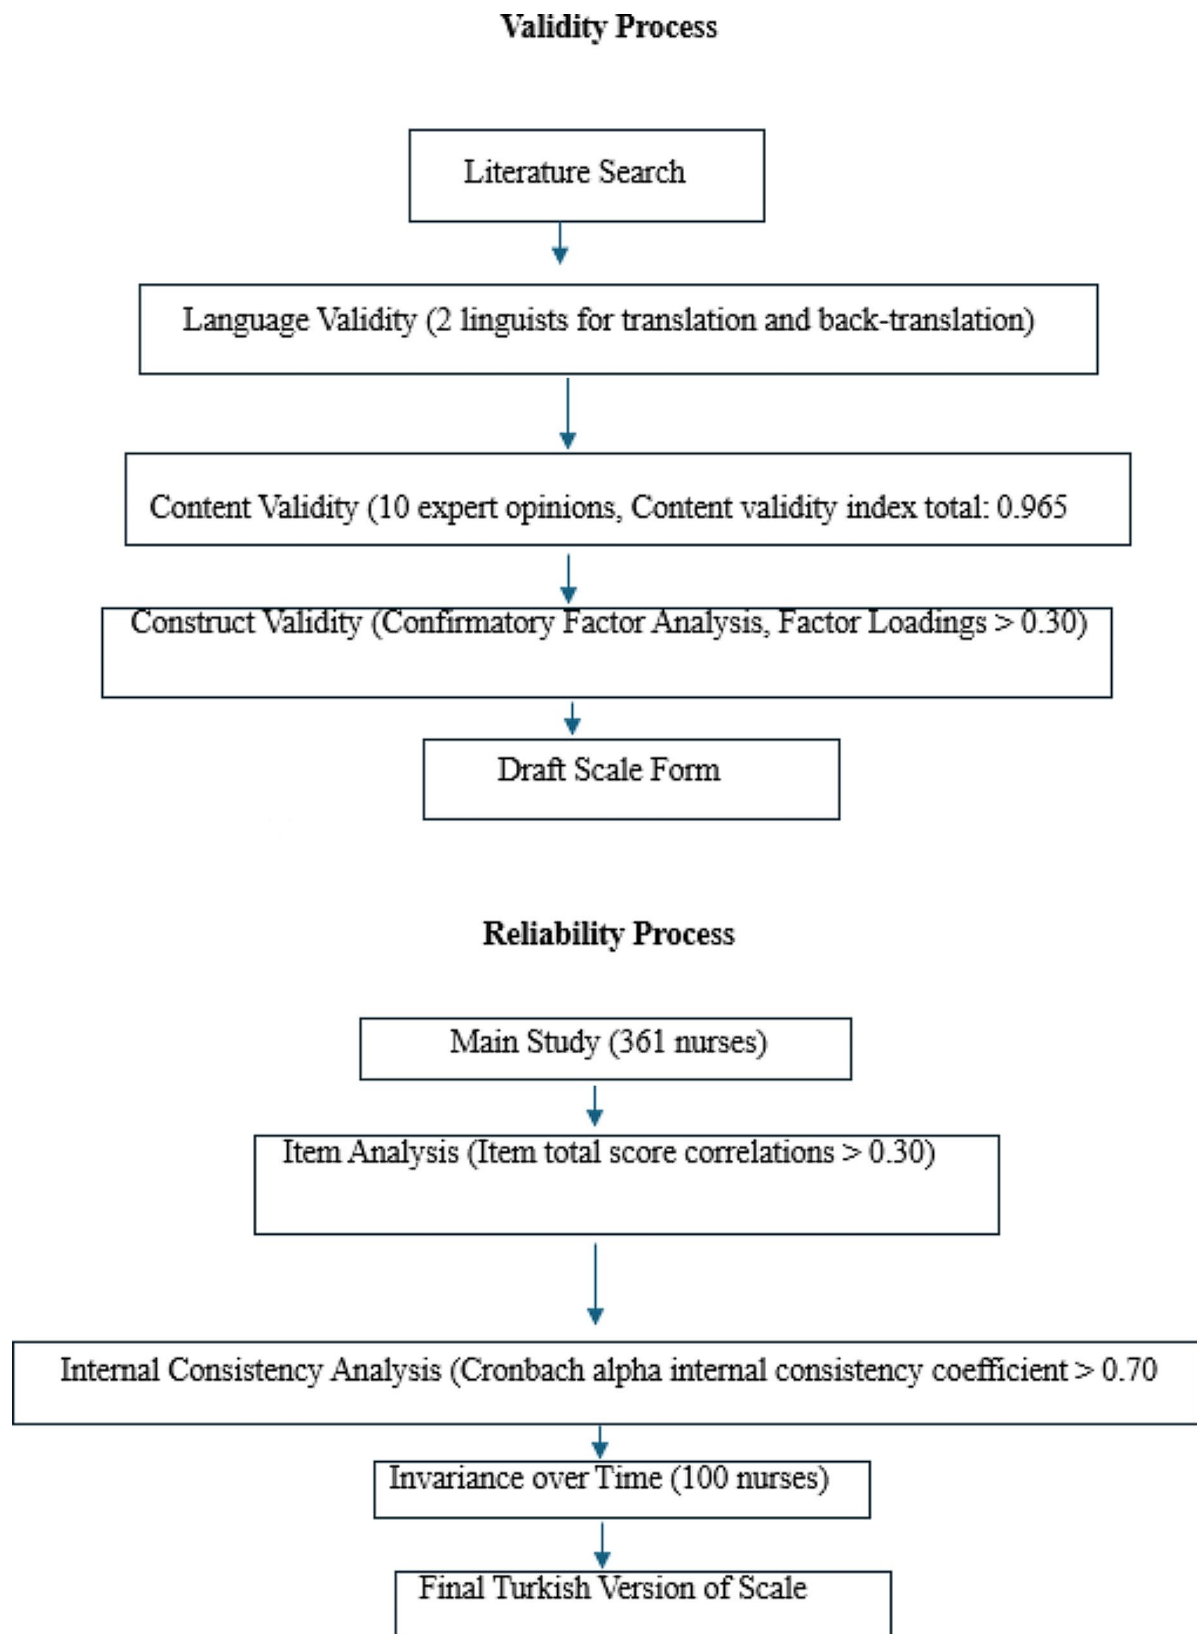 Validity Process
Literature Search
Language Validity (2 linguists for translation and back-translation)
Content Validity (10 expert opinions, Content validity index total: 0.965
Construct Validity (Confirmatory Factor Analysis, Factor Loadings > 0.30)
Draft Scale Form
Reliability Process
Main Study (361 nurses)
Item Analysis (Item total score correlations > 0.30)
Internal Consistency Analysis (Cronbach alpha internal consistency coefficient > 0.70
Invariance over Time (100 nurses)
Final Turkish Version of Scale